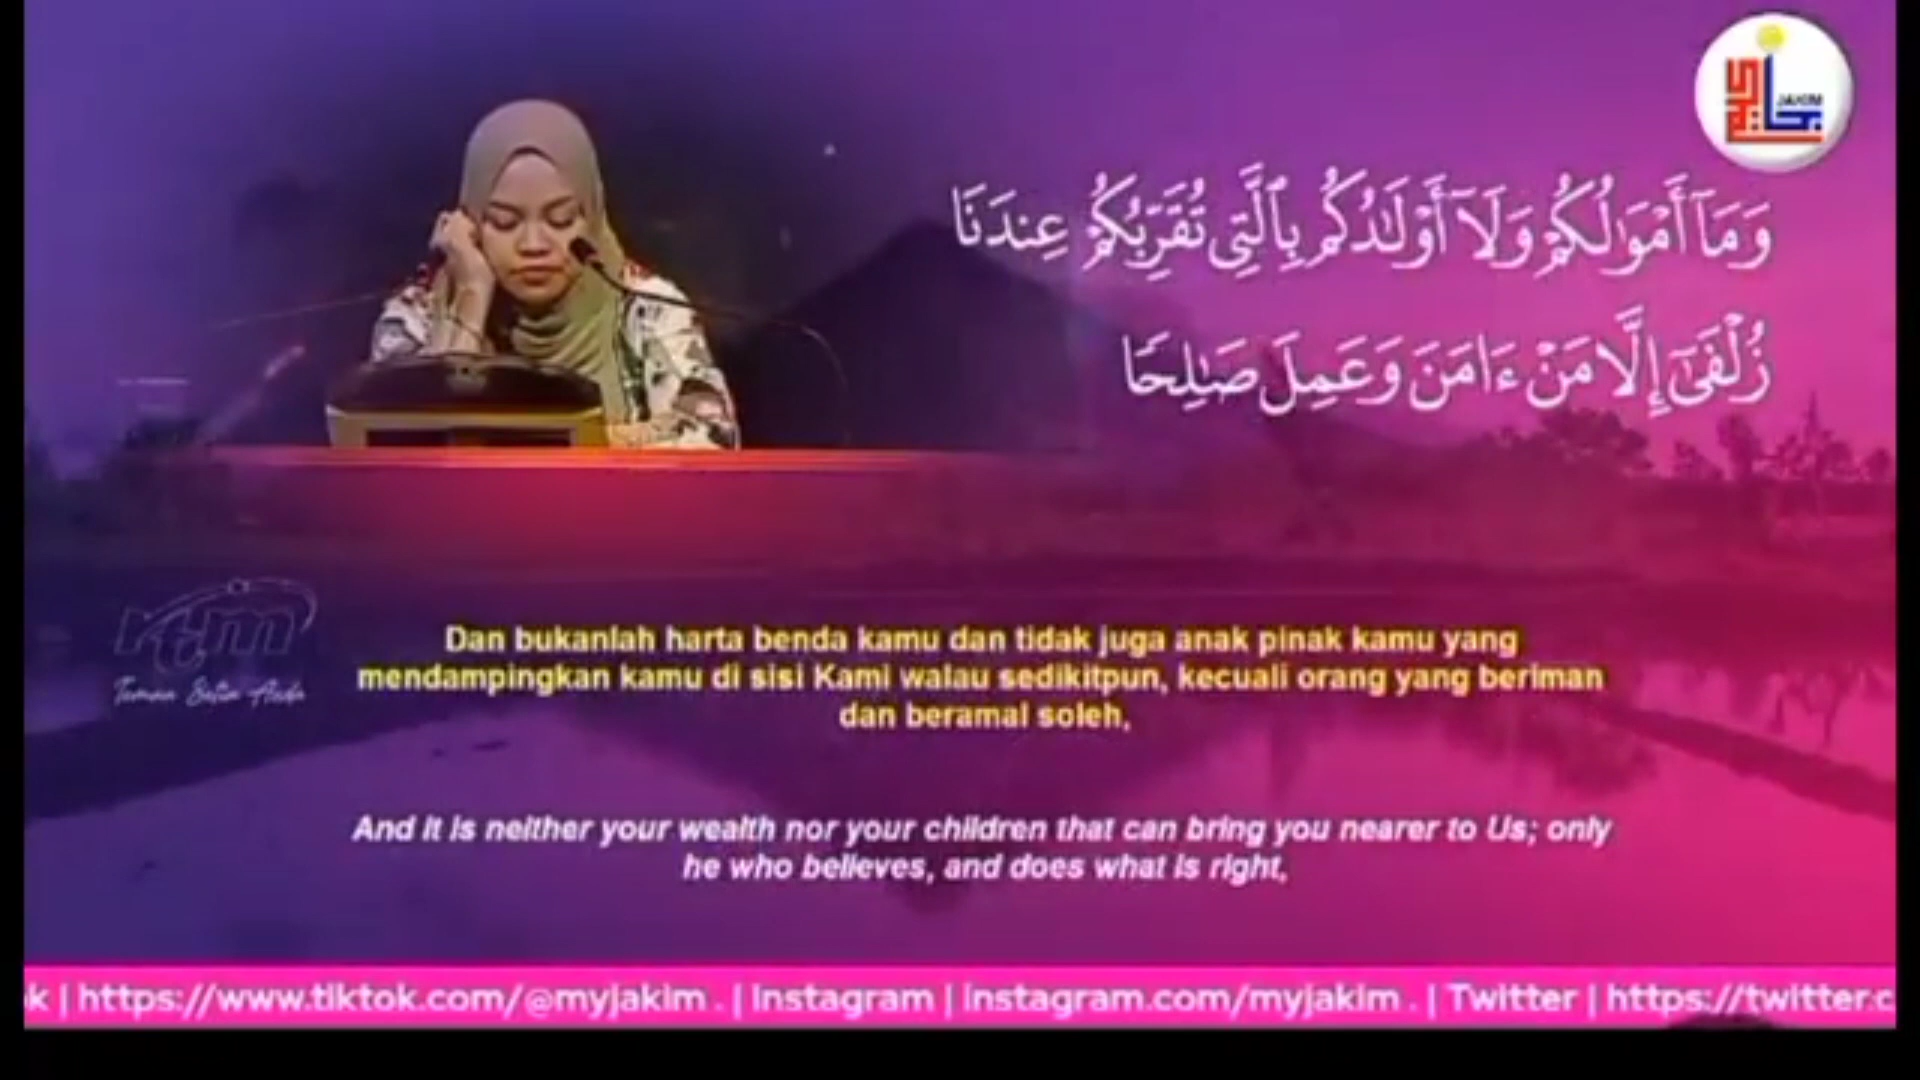 JAKIM
وَمَآ أَمْوَٰلُكُمْ وَلَآ أَوْلَٰدُكُم بِٱلَّتِى تُقَرِّبُكُمْ عِندَنَا
زُلْفَىٰٓ إِلَّا مَنْ ءَامَنَ وَعَمِلَ صَٰلِحًا
rtm
Teman Setia Anda
Dan bukanlah harta benda kamu dan tidak juga anak pinak kamu yang
mendampingkan kamu di sisi Kami walau sedikitpun, kecuali orang yang beriman
dan beramal soleh,
And it is neither your wealth nor your children that can bring you nearer to Us; only
he who believes, and does what is right,
k | https://www.tiktok.com/@myjakim . | Instagram | instagram.com/myjakim . | Twitter | https://twitter.c